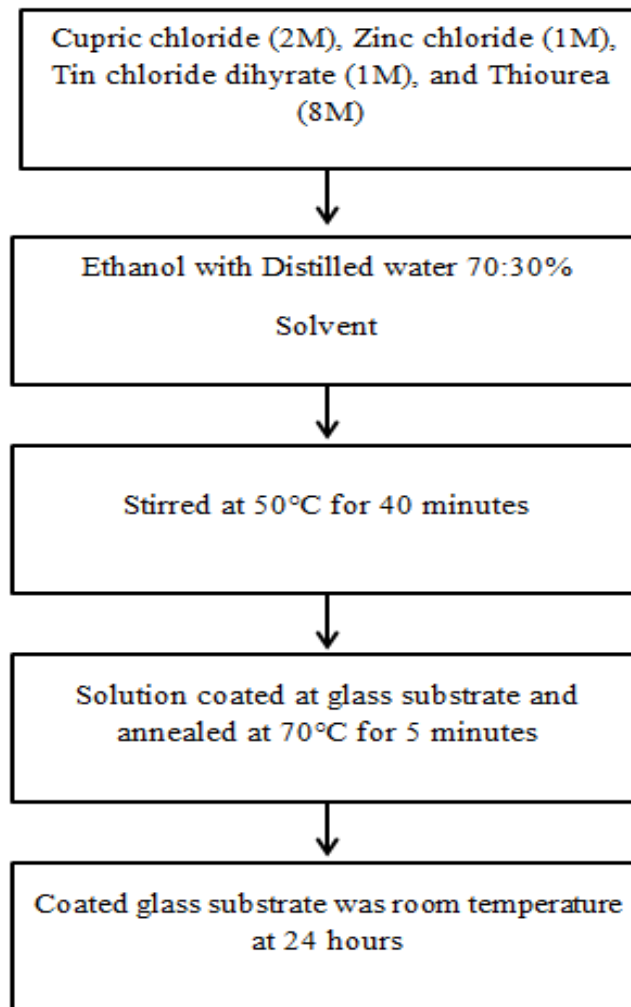 Cupric chloride (2M), Zinc chloride (1M),
Tin chloride dihyrate (1M), and Thiourea
(8M)
Ethanol with Distilled water 70:30%
Solvent
Stirred at 50°C for 40 minutes
Solution coated at glass substrate and
annealed at 70°C for 5 minutes
Coated glass substrate was room temperature
at 24 hours